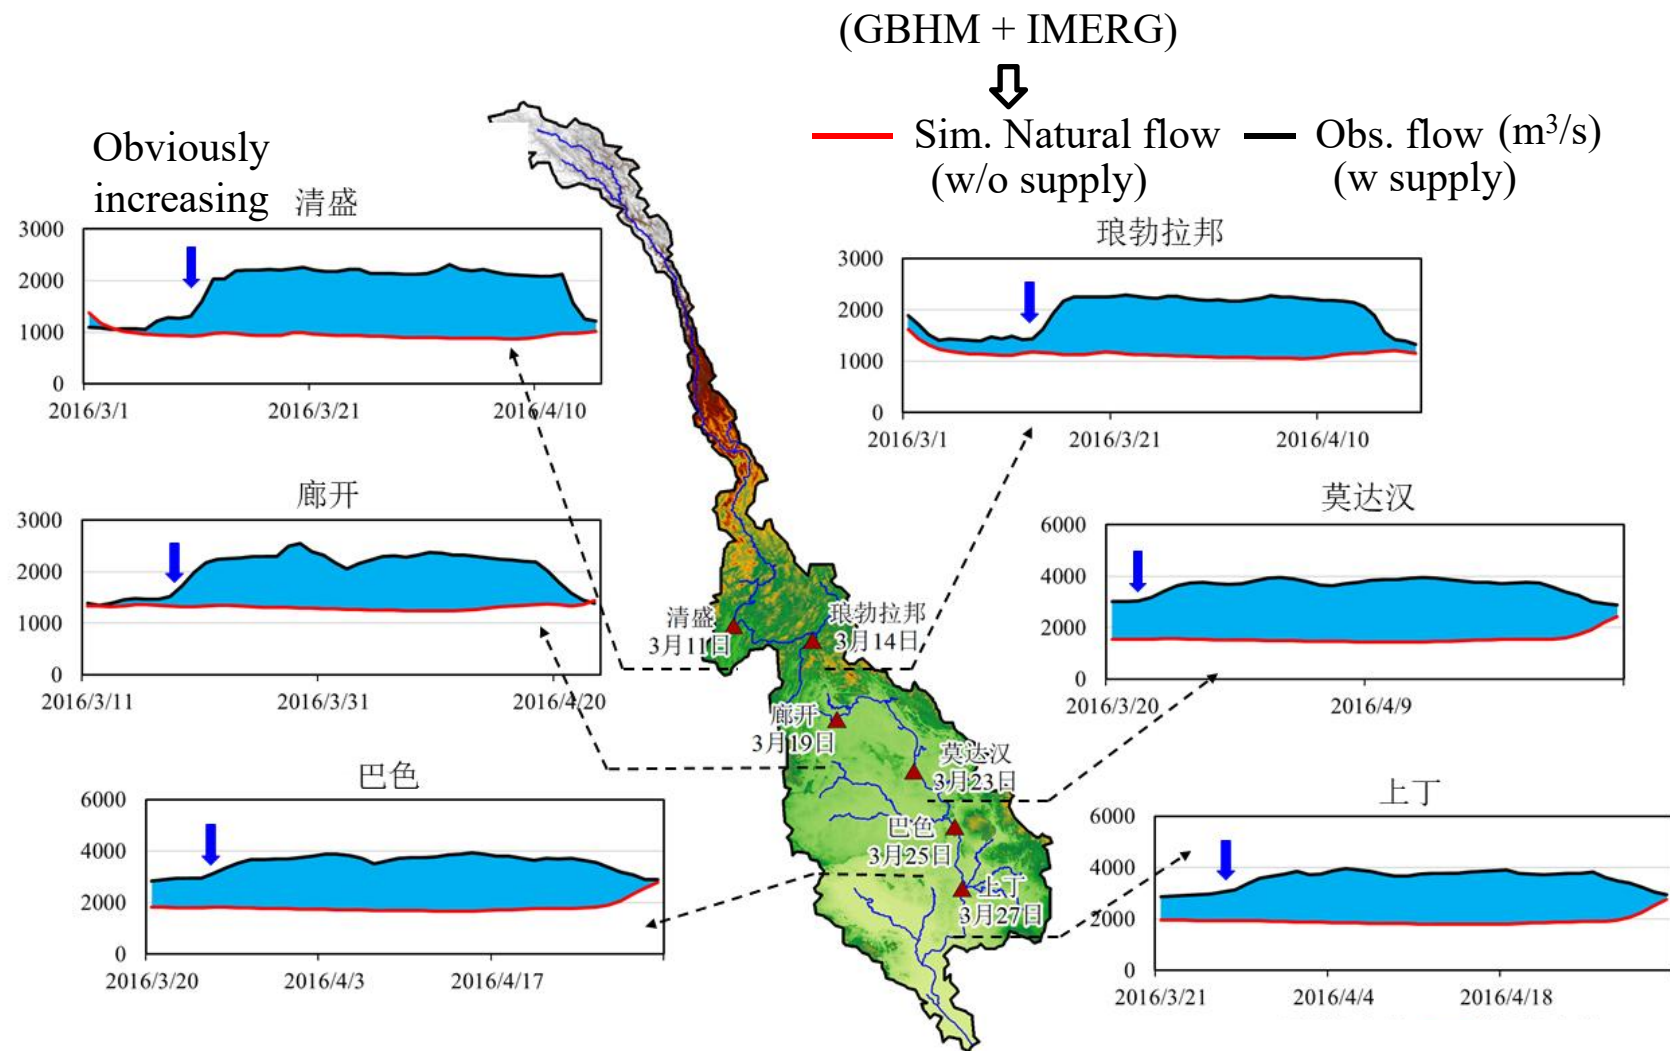 (GBHM + IMERG)
Sim. Natural flow
(w/o supply)
Obs. flow (m³/s)
(w supply)
Obviously
increasing
清盛
3000
2000
1000
0
2016/3/1
2016/3/21
2016/4/10
琅勃拉邦
3000
2000
1000
0
2016/3/1
2016/3/21
2016/4/10
廊开
3000
2000
1000
0
2016/3/11
2016/3/31
2016/4/20
莫达汉
6000
4000
2000
0
2016/3/20
2016/4/9
清盛
3月11日
琅勃拉邦
3月14日
廊开
3月19日
莫达汉
3月23日
巴色
3月25日
上丁
3月27日
巴色
6000
4000
2000
0
2016/3/20
2016/4/3
2016/4/17
上丁
6000
4000
2000
0
2016/3/21
2016/4/4
2016/4/18